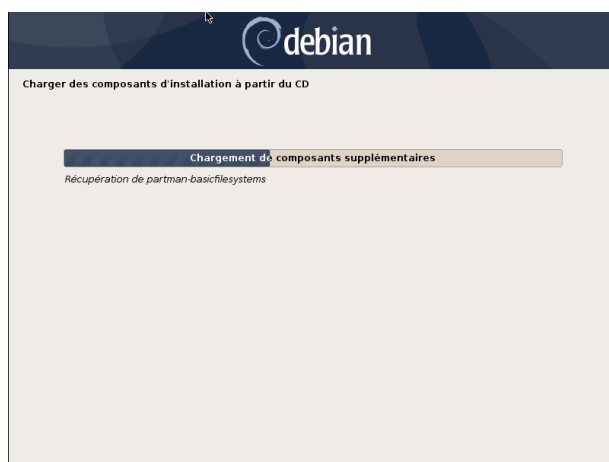 debian
Charger des composants d'installation à partir du CD
Chargement de composants supplémentaires
Récupération de partman-basicfilesystems